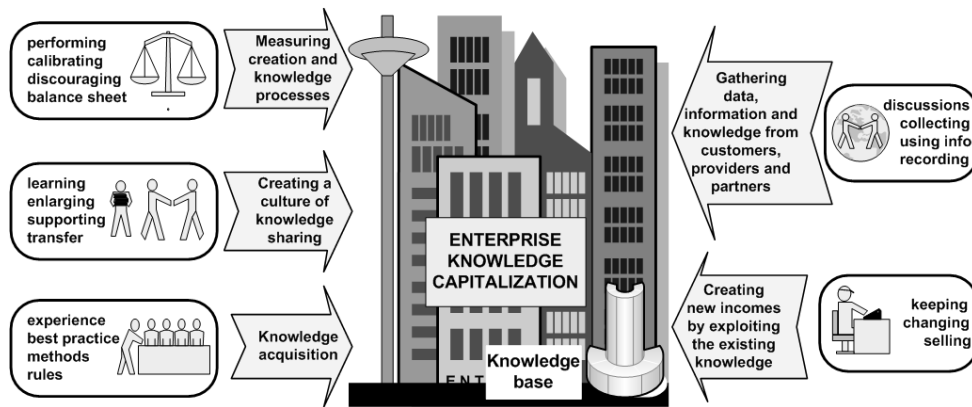 performing
calibrating
discouraging
balance sheet
Measuring
creation and
knowledge
processes
learning
enlarging
supporting
transfer
Creating a
culture of
knowledge
sharing
experience
best practice
methods
rules
Knowledge
acquisition
ENTERPRISE
KNOWLEDGE
CAPITALIZATION
Knowledge
base
E N T
Gathering
data,
information and
knowledge from
customers,
providers and
partners
discussions
collecting
using info
recording
Creating
new incomes
by exploiting
the existing
knowledge
keeping
changing
selling